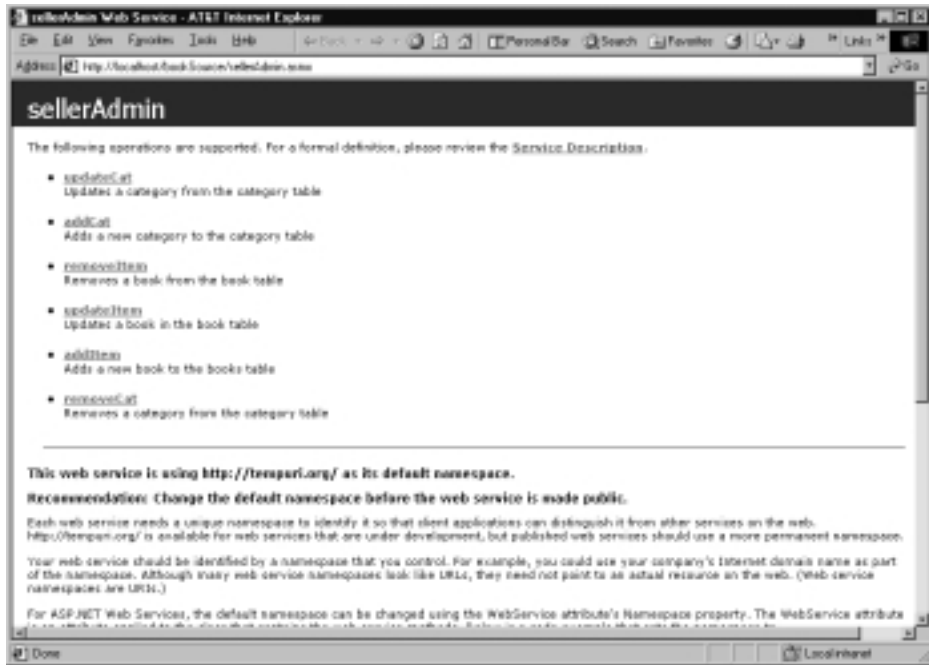 sellerAdmin Web Service - AT&T Internet Explorer
File Edit View Favorites Tools Help Back Personal Bar Search Favorites Links
Address http://localhost/bookSource/sellerAdmin.asmx Go
sellerAdmin
The following operations are supported. For a formal definition, please review the Service Description.
updateCat
Updates a category from the category table
addCat
Adds a new category to the category table
removeItem
Removes a book from the book table
updateItem
Updates a book in the book table
addItem
Adds a new book to the books table
removeCat
Removes a category from the category table
This web service is using http://tempuri.org/ as its default namespace.
Recommendation: Change the default namespace before the web service is made public.
Each web service needs a unique namespace to identify it so that client applications can distinguish it from other services on the web.
http://tempuri.org/ is available for web services that are under development, but published web services should use a more permanent namespace.
Your web service should be identified by a namespace that you control. For example, you could use your company's Internet domain name as part
of the namespace. Although many web service namespaces look like URLs, they need not point to an actual resource on the web. (Web service
namespaces are URIs.)
For ASP.NET Web Services, the default namespace can be changed using the WebService attribute's Namespace property. The WebService attribute
Done Local intranet